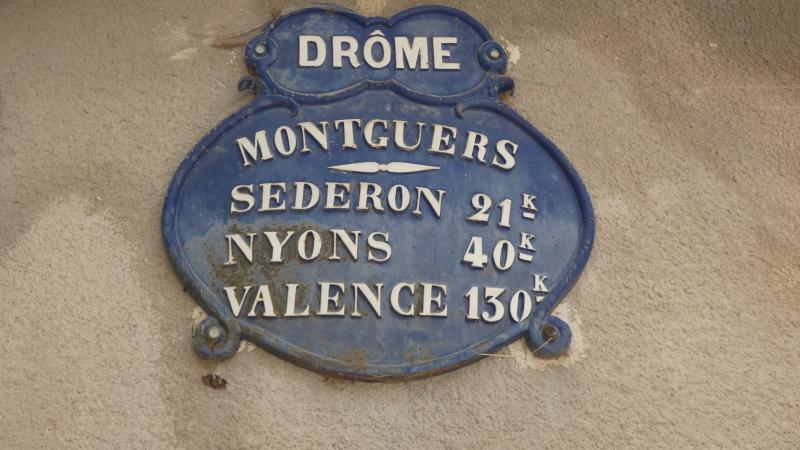 DRÔME
MONTGUERS
SEDERON 21K
NYONS 40K
VALENCE 130K